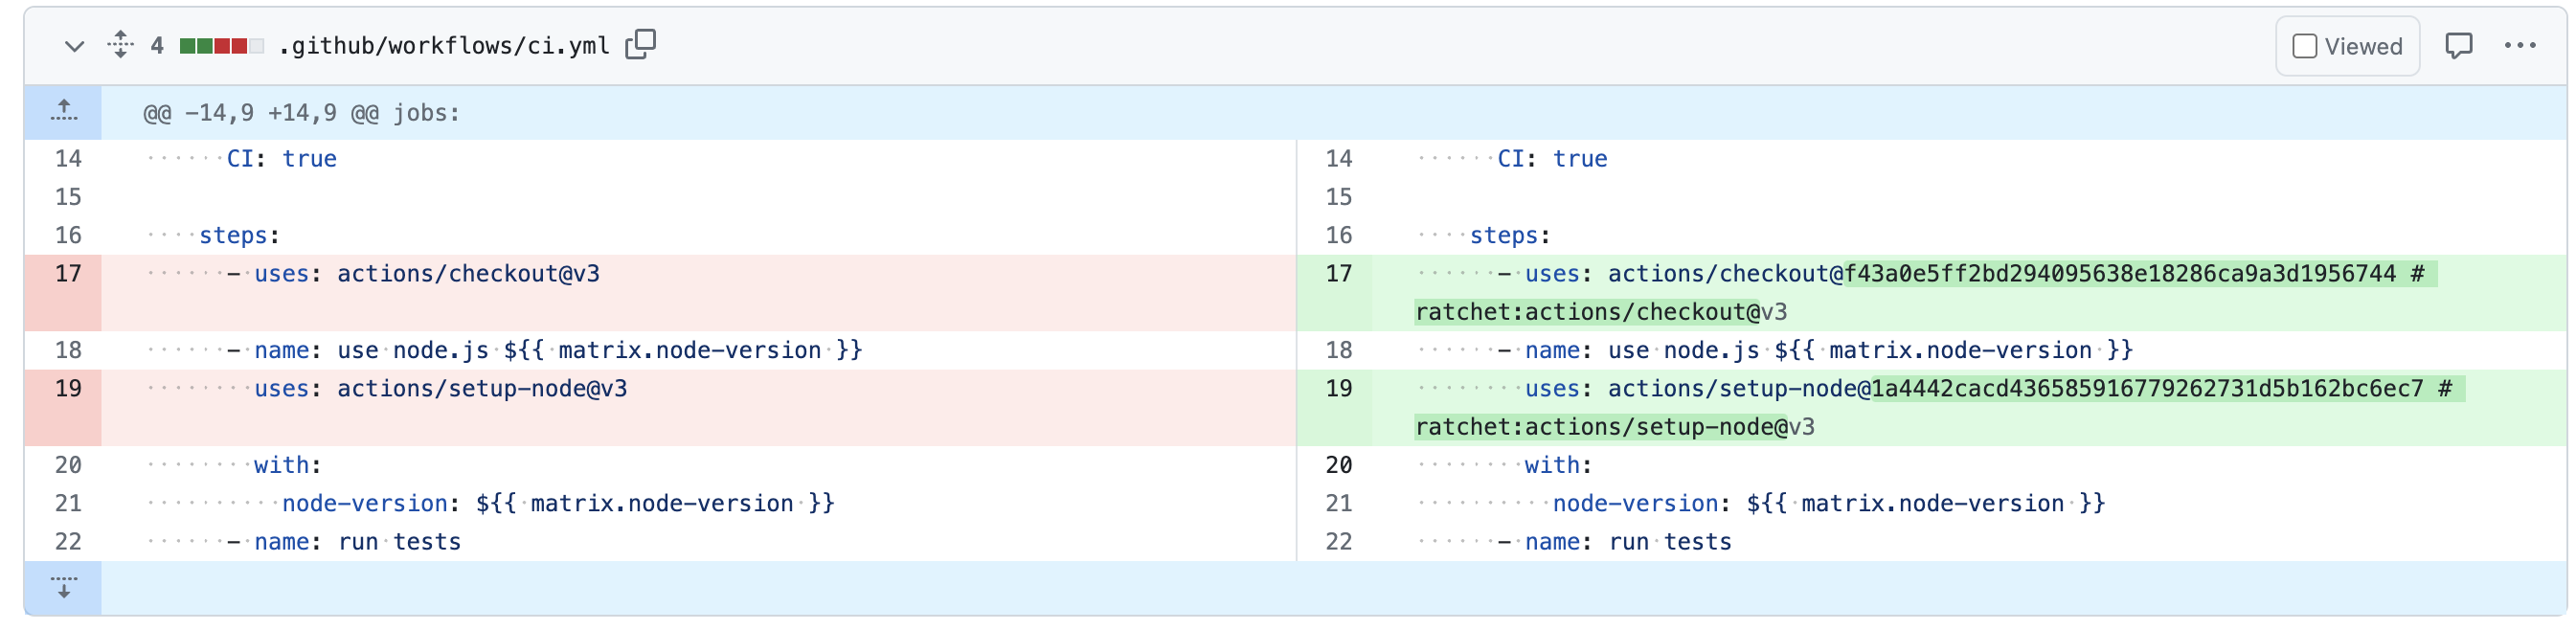 4 .github/workflows/ci.yml Viewed
@@ -14,9 +14,9 @@ jobs:
14 CI: true
15
16 steps:
17 - uses: actions/checkout@v3
18 - name: use node.js ${{ matrix.node-version }}
19 uses: actions/setup-node@v3
20 with:
21 node-version: ${{ matrix.node-version }}
22 - name: run tests
14 CI: true
15
16 steps:
17 - uses: actions/checkout@f43a0e5ff2bd294095638e18286ca9a3d1956744 #
ratchet:actions/checkout@v3
18 - name: use node.js ${{ matrix.node-version }}
19 uses: actions/setup-node@1a4442cacd436585916779262731d5b162bc6ec7 #
ratchet:actions/setup-node@v3
20 with:
21 node-version: ${{ matrix.node-version }}
22 - name: run tests